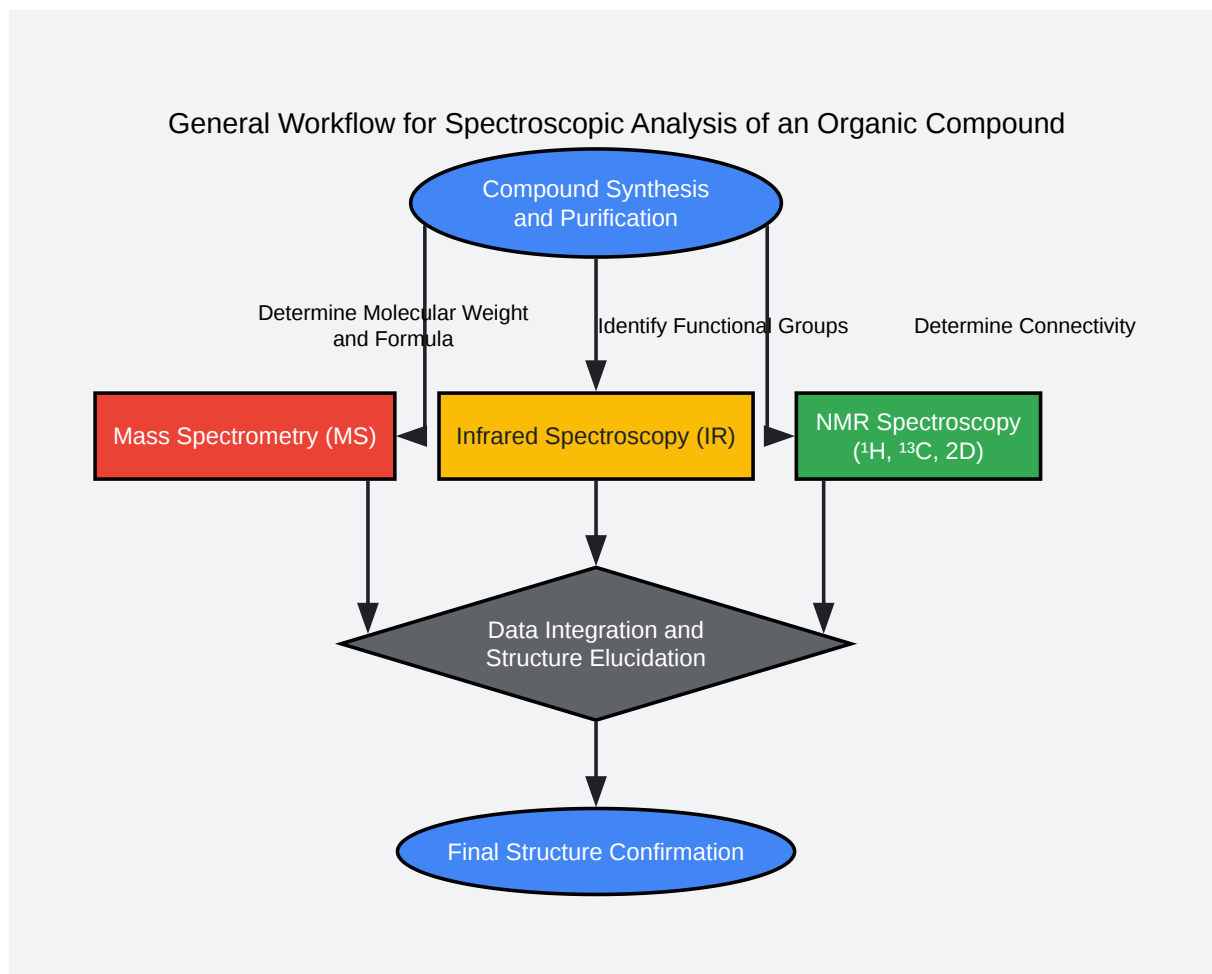 General Workflow for Spectroscopic Analysis of an Organic Compound
Compound Synthesis
and Purification
Determine Molecular Weight
and Formula
Identify Functional Groups
Determine Connectivity
Mass Spectrometry (MS)
Infrared Spectroscopy (IR)
NMR Spectroscopy
(¹H, ¹³C, 2D)
Data Integration and
Structure Elucidation
Final Structure Confirmation